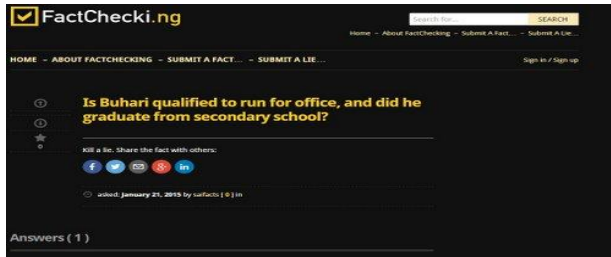 FactChecki.ng
Search for...
SEARCH
Home - About FactChecking - Submit A Fact... - Submit A Lie...
HOME - ABOUT FACTCHECKING - SUBMIT A FACT... - SUBMIT A LIE...
Sign in / Sign up
Is Buhari qualified to run for office, and did he
graduate from secondary school?
0
Kill a lie. Share the fact with others:
asked: January 21, 2015 by saifacts [ 0 ] in
Answers ( 1 )